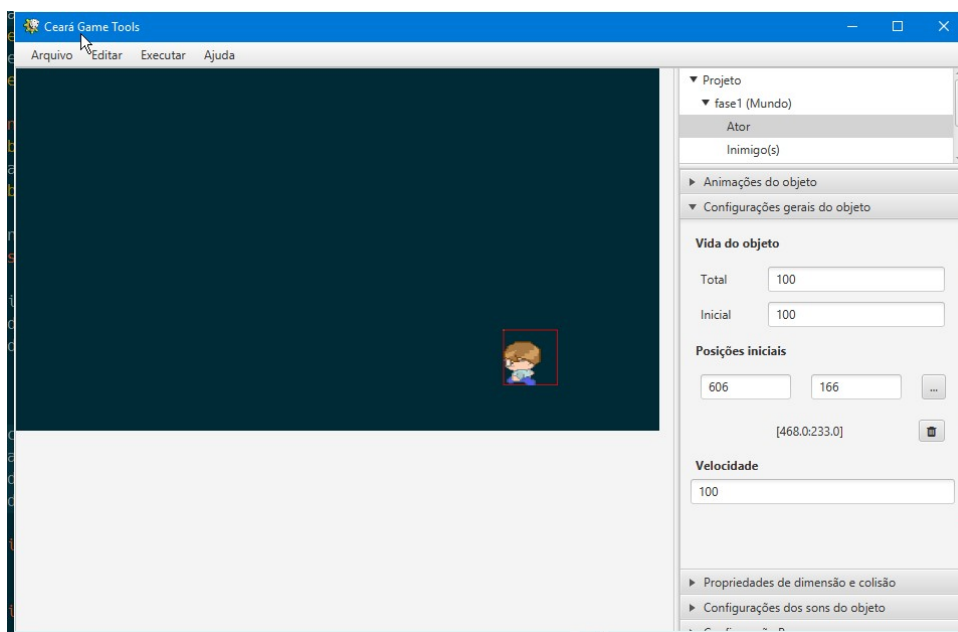 Ceará Game Tools
Arquivo Editar Executar Ajuda
Projeto
fase1 (Mundo)
Ator
Inimigo(s)
Animações do objeto
Configurações gerais do objeto
Vida do objeto
Total 100
Inicial 100
Posições iniciais
606 166 ...
[468.0:233.0]
Velocidade
100
Propriedades de dimensão e colisão
Configurações dos sons do objeto